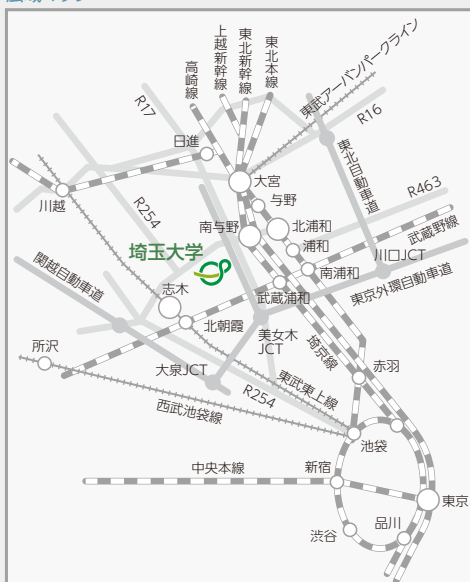 高崎線
上越新幹線
東北新幹線
東北本線
東武アーバンパークライン
R17
R16
日進
東北自動車道
大宮
与野
R463
川越
R254
南与野
北浦和
武蔵野線
浦和
川口JCT
埼玉大学
南浦和
関越自動車道
志木
武蔵浦和
東京外環自動車道
北朝霞
美女木
JCT
埼京線
所沢
大泉JCT
赤羽
東武東上線
R254
西武池袋線
池袋
中央本線
新宿
東京
渋谷
品川